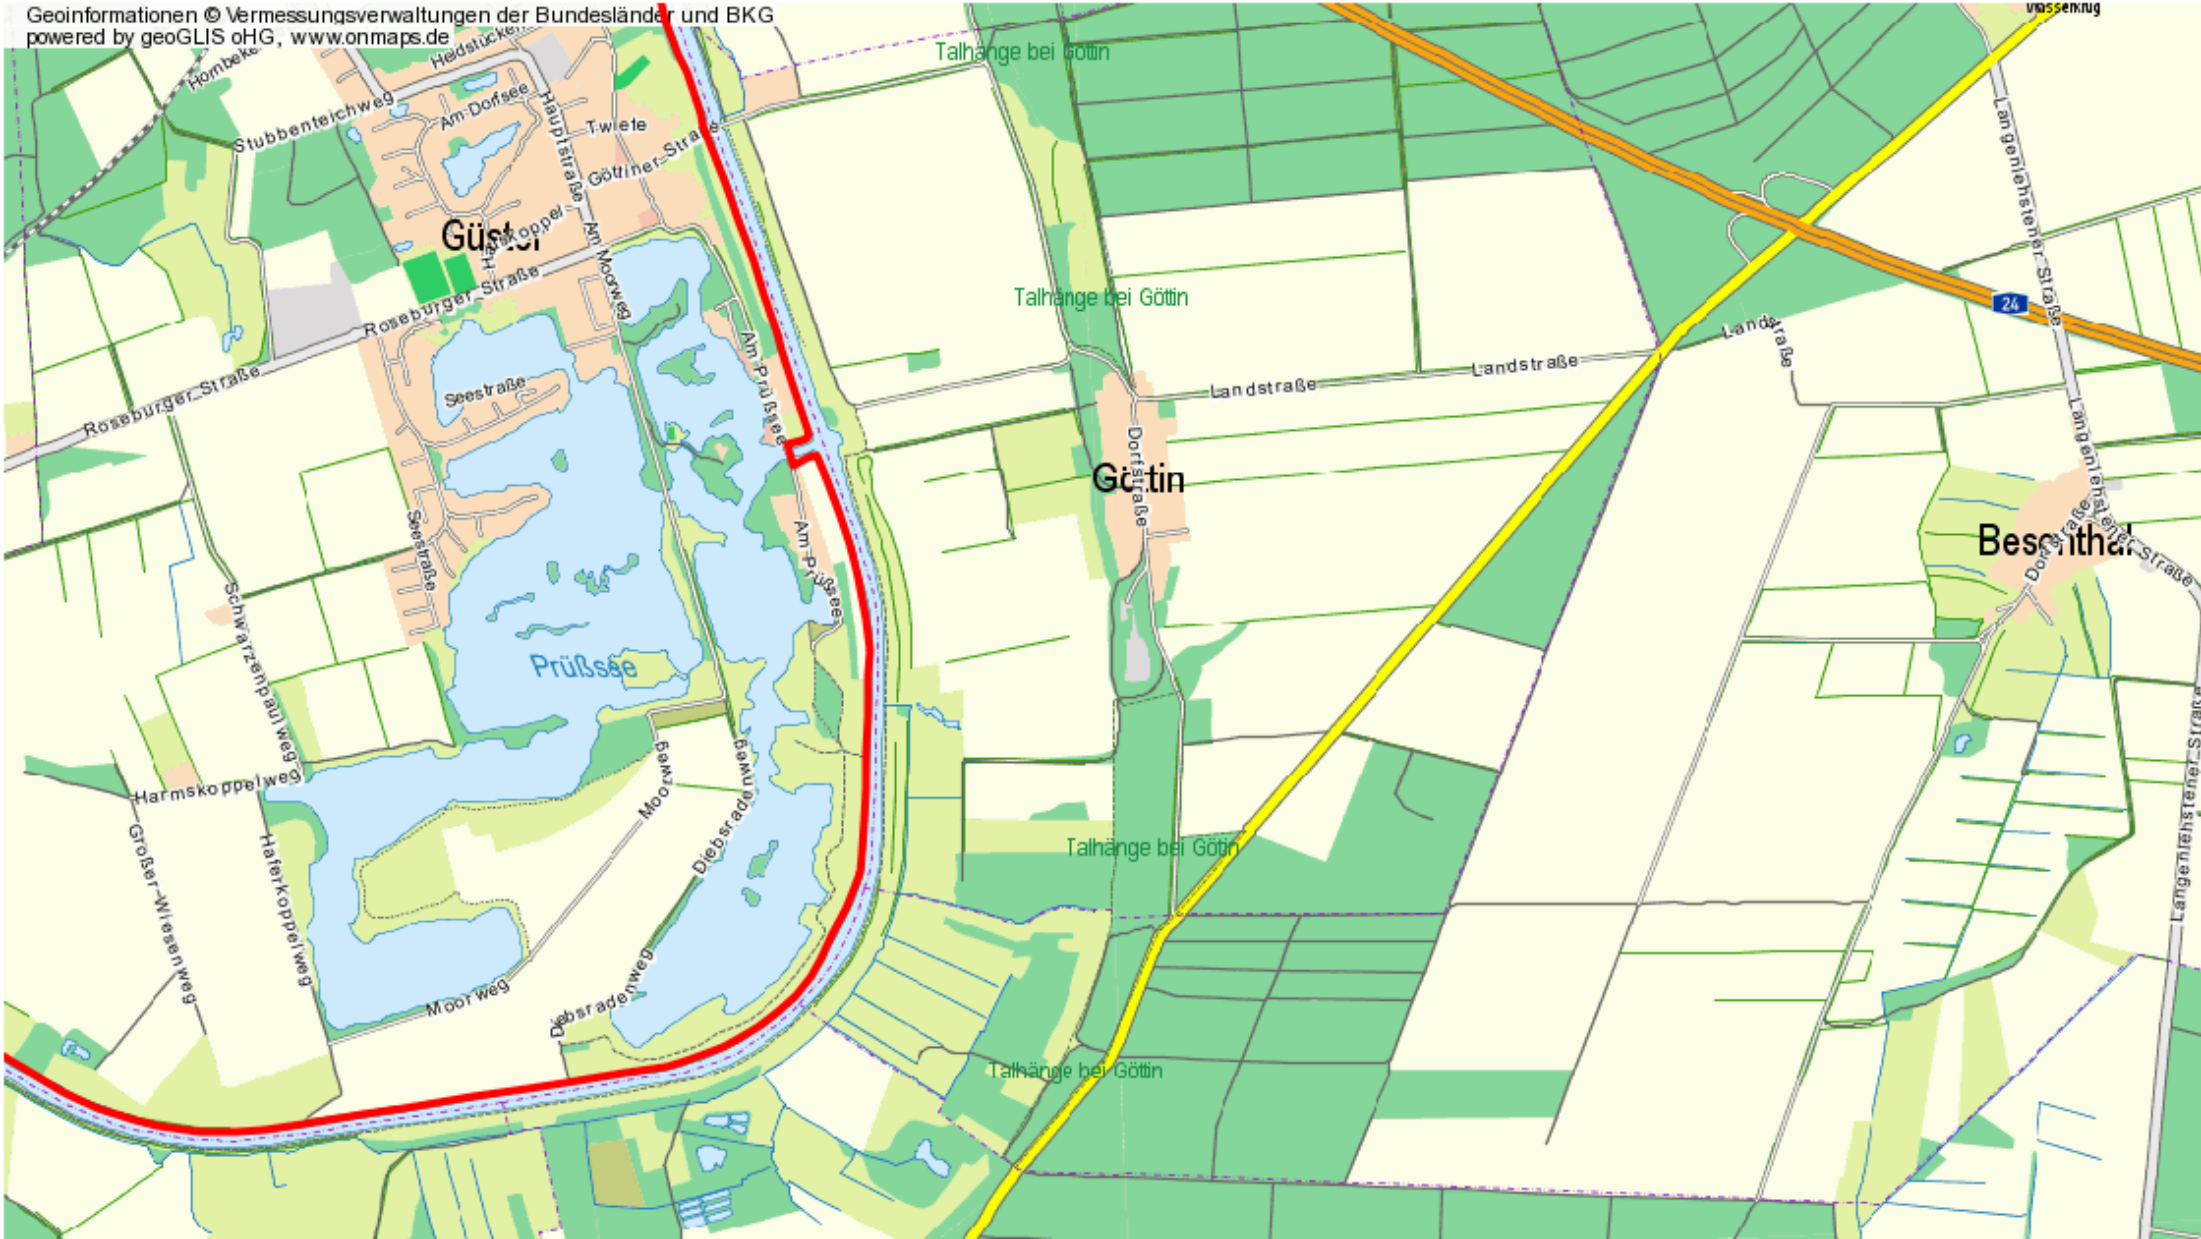 Geoinformationen © Vermessungsverwaltungen der Bundesländer und BKG
powered by geoGLIS oHG, www.onmaps.de
Heidstücken
Stubbenteichweg
Am-Dorfsee
Hauptstraße
Twiete
Göttiner-Straße
Talhänge bei Göttin
Langenlehstener-Straße
Güster
Am-Moorweg
Roseburger-Straße
Roseburger-Straße
Talhänge bei Göttin
24
Landstraße
Landstraße
Landstraße
Am-Prüßsee
Seestraße
Dorfstraße
Göttin
Langenlehstener-Straße
Besenthal
Dorfstraße
Seestraße
Am-Prüßsee
Schwarzenpaulweg
Prüßsee
Harmskoppelweg
Moorweg
Diebsradenweg
Großer-Wiesenweg
Haferkoppelweg
Talhänge bei Göttin
Langenlehstener-Straße
Moorweg
Diebsradenweg
Talhänge bei Göttin